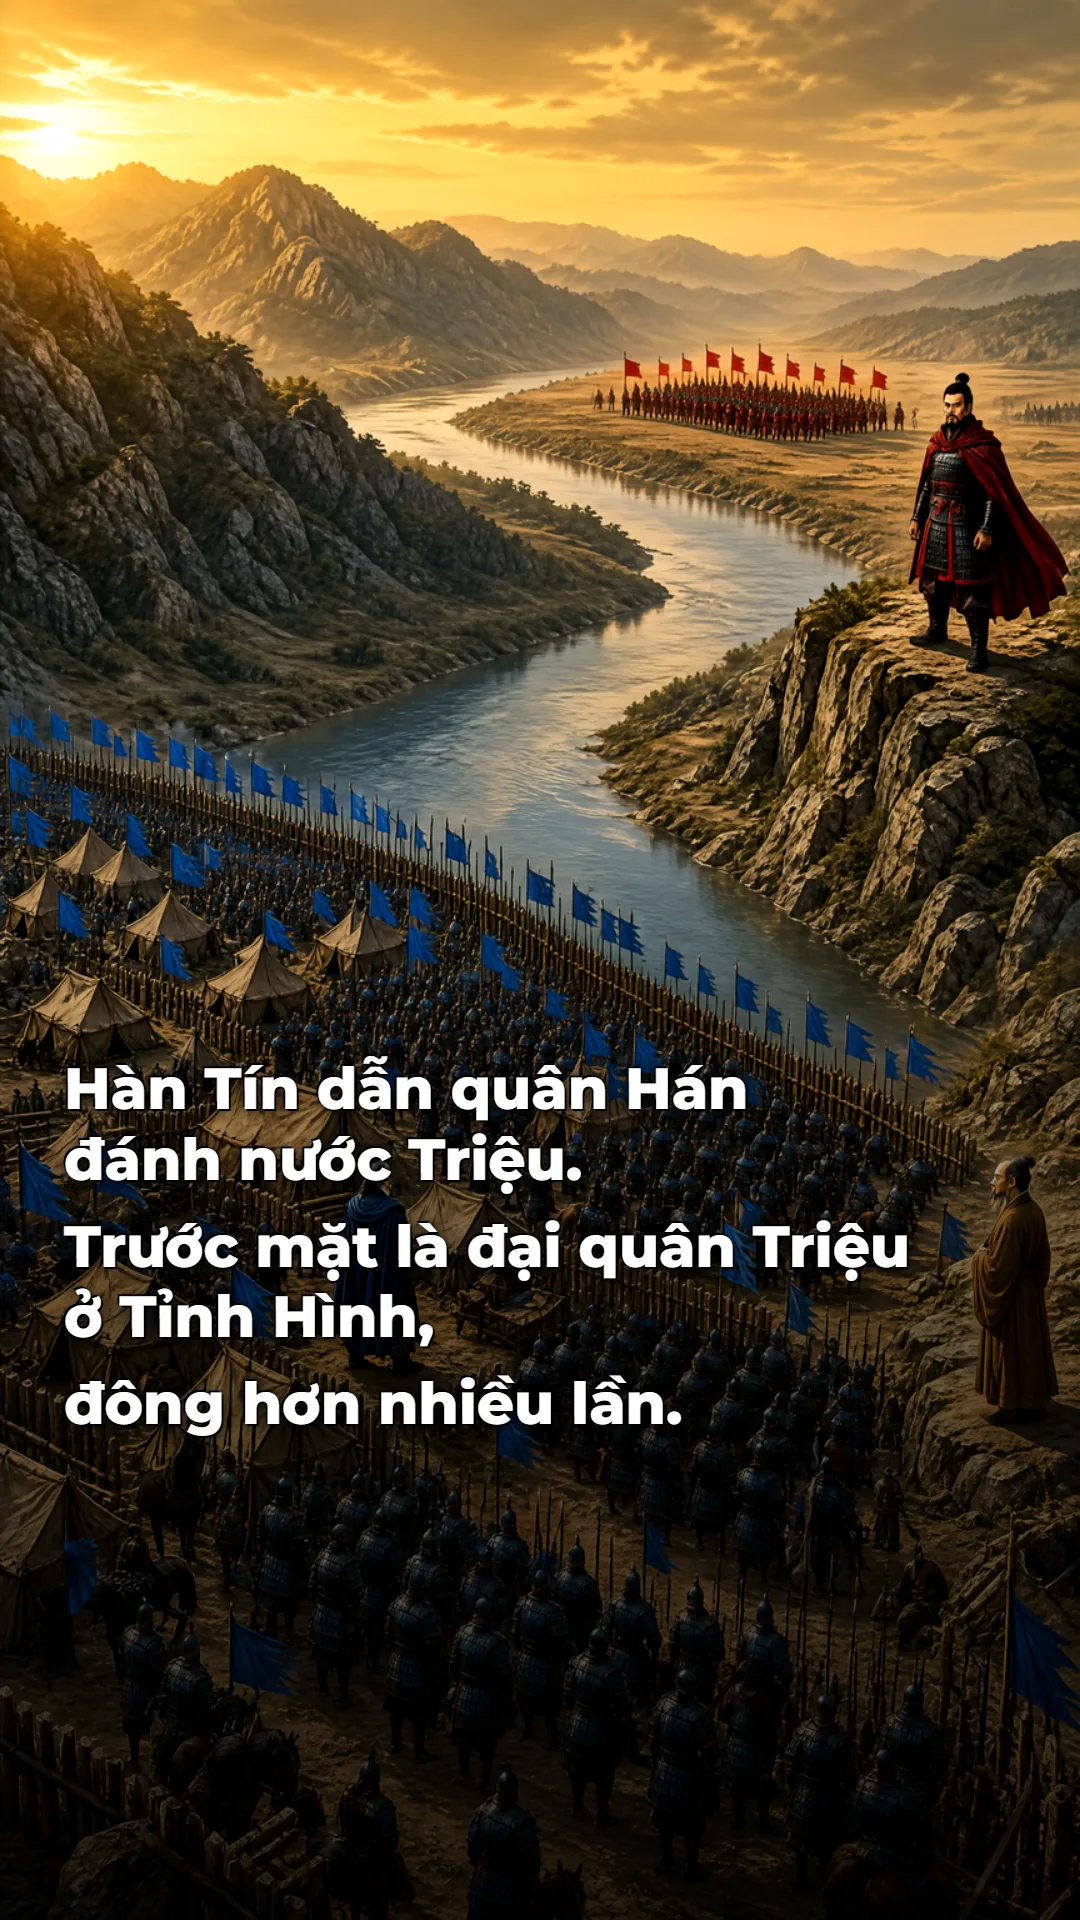 Hàn Tín dẫn quân Hán
đánh nước Triệu.
Trước mặt là đại quân Triệu
ở Tỉnh Hình,
đông hơn nhiều lần.